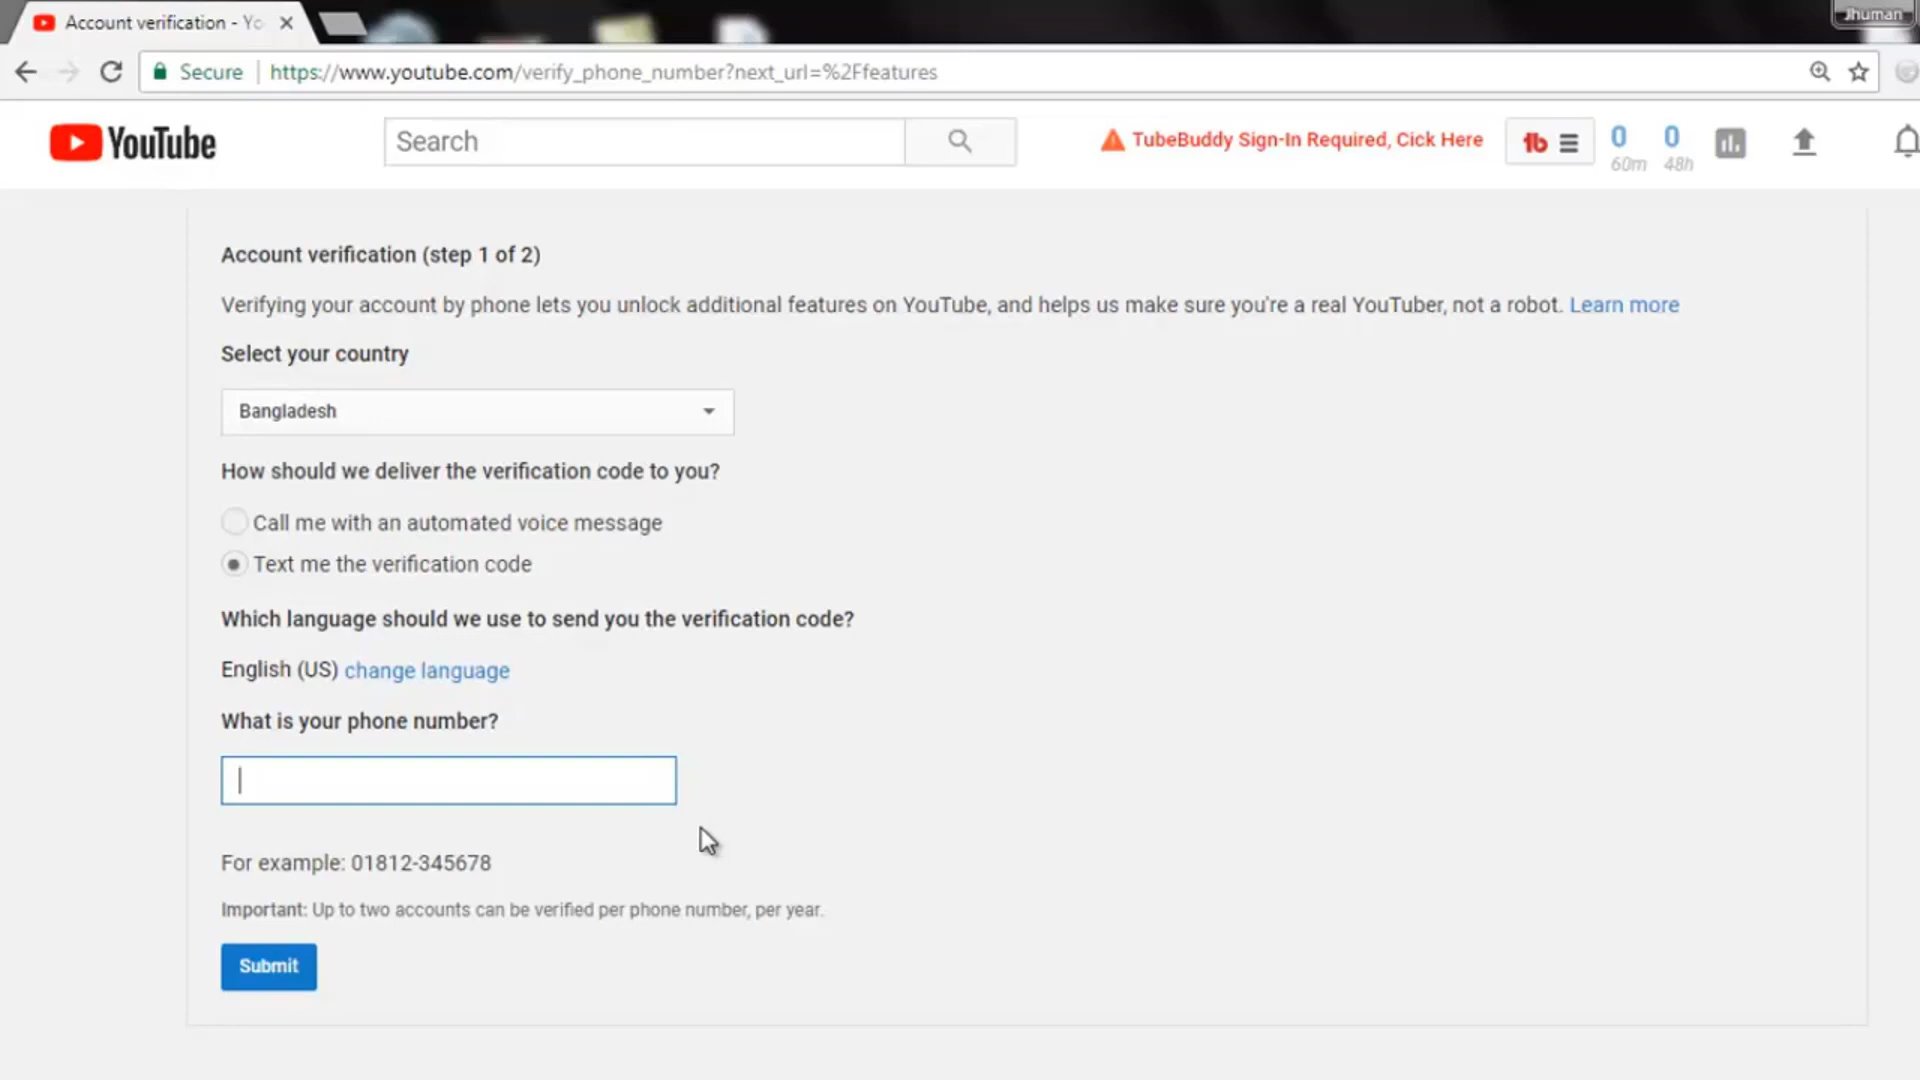 Account verification - Yo
Jhuman
Secure https://www.youtube.com/verify_phone_number?next_url=%2Ffeatures
YouTube
Search
TubeBuddy Sign-In Required, Cick Here
tb
0 0
60m 48h
Account verification (step 1 of 2)
Verifying your account by phone lets you unlock additional features on YouTube, and helps us make sure you're a real YouTuber, not a robot. Learn more
Select your country
Bangladesh
How should we deliver the verification code to you?
Call me with an automated voice message
Text me the verification code
Which language should we use to send you the verification code?
English (US) change language
What is your phone number?
For example: 01812-345678
Important: Up to two accounts can be verified per phone number, per year.
Submit